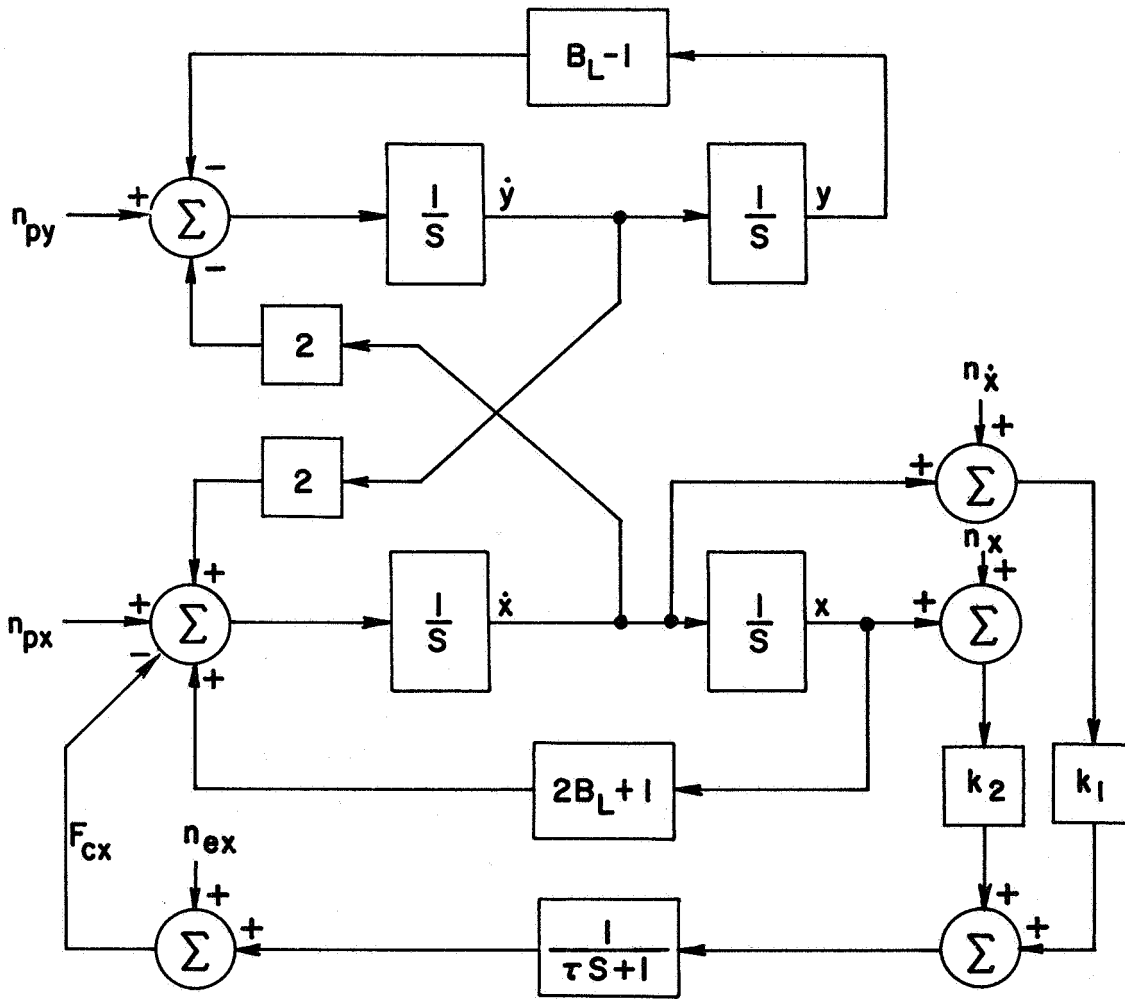 B_L - 1
n_py
+
-
-
Σ
1/S
ẏ
1/S
y
2
2
n_ẋ
+
+
Σ
n_x
+
+
Σ
n_px
+
+
-
+
Σ
1/S
ẋ
1/S
x
2B_L + 1
k_2
k_1
F_cx
n_ex
+
+
Σ
1/(τS + 1)
+
+
Σ